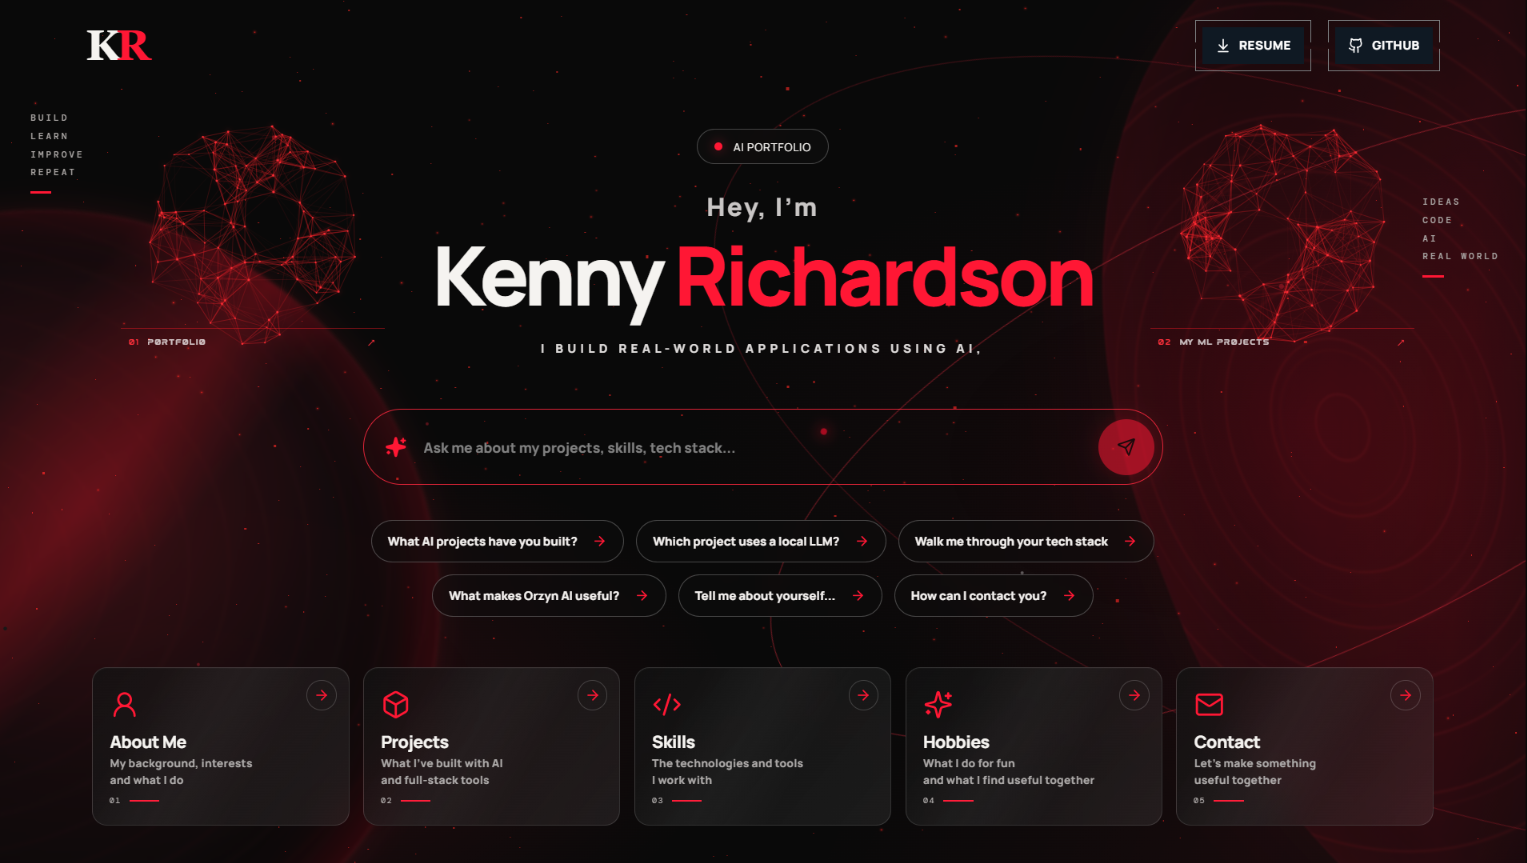 KR
RESUME
GITHUB
BUILD
LEARN
IMPROVE
REPEAT
AI PORTFOLIO
Hey, I'm
Kenny Richardson
I BUILD REAL-WORLD APPLICATIONS USING AI,
IDEAS
CODE
AI
REAL WORLD
01 PORTFOLIO
02 MY ML PROJECTS
Ask me about my projects, skills, tech stack...
What AI projects have you built?
Which project uses a local LLM?
Walk me through your tech stack
What makes Orzyn AI useful?
Tell me about yourself...
How can I contact you?
About Me
My background, interests
and what I do
01
Projects
What I've built with AI
and full-stack tools
02
Skills
The technologies and tools
I work with
03
Hobbies
What I do for fun
and what I find useful together
04
Contact
Let's make something
useful together
05